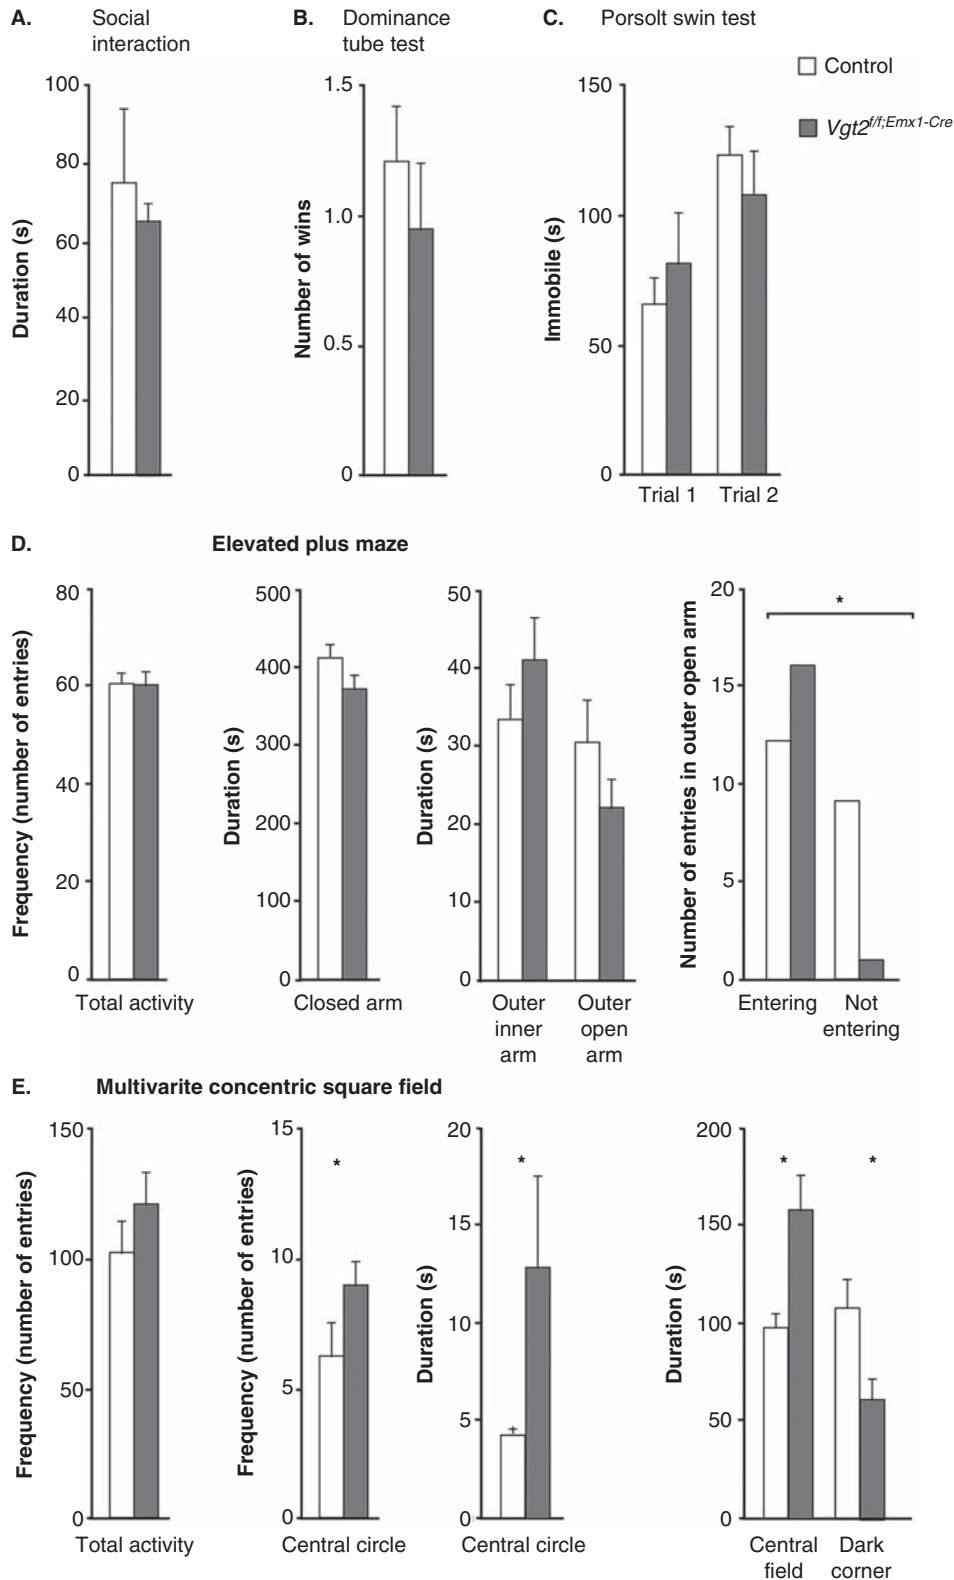 A. Social
interaction
B. Dominance
tube test
C. Porsolt swin test
Control
Vgt2f/f;Emx1-Cre
100
80
60
40
20
0
Duration (s)
1.5
1.0
0.5
0
Number of wins
150
100
50
0
Immobile (s)
Trial 1 Trial 2
D. Elevated plus maze
80
60
40
20
0
Frequency (number of entries)
Total activity
500
400
300
200
100
0
Duration (s)
Closed arm
50
40
30
20
10
0
Duration (s)
Outer
inner
arm
Outer
open
arm
20
15
10
5
0
Number of entries in outer open arm
*
Entering
Not
entering
E. Multivarite concentric square field
150
100
50
0
Frequency (number of entries)
Total activity
15
10
5
0
Frequency (number of entries)
*
Central circle
20
15
10
5
0
Duration (s)
*
Central circle
200
150
100
50
0
Duration (s)
* *
Central
field
Dark
corner